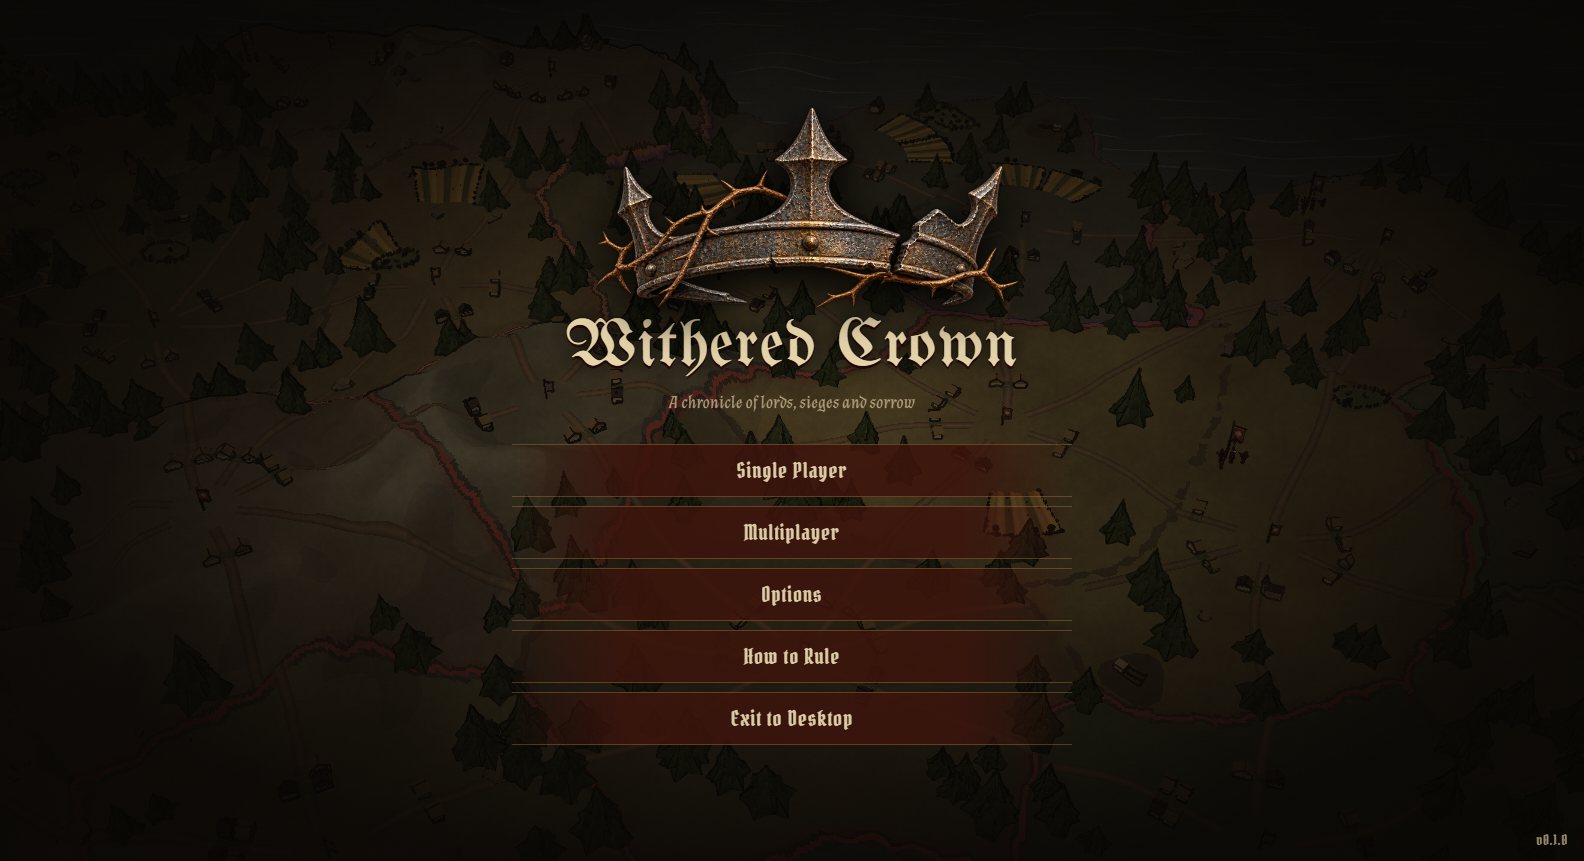 Withered Crown
A chronicle of lords, sieges and sorrow
Single Player
Multiplayer
Options
How to Rule
Exit to Desktop
v0.1.0